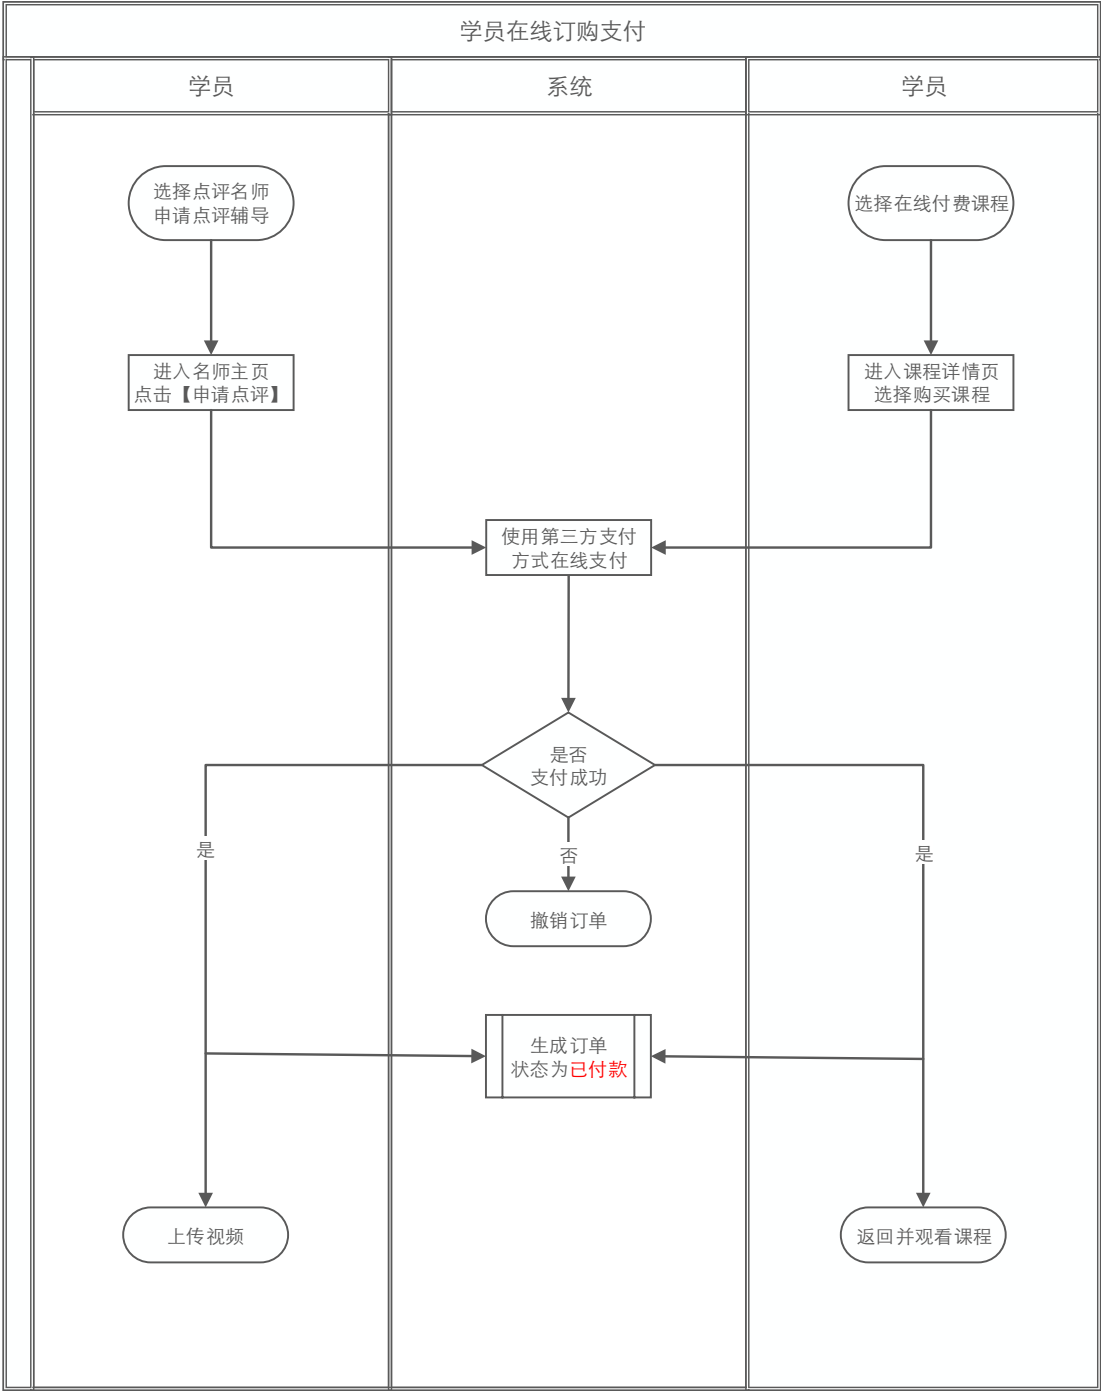 学员在线订购支付
学员
系统
学员
选择点评名师
申请点评辅导
选择在线付费课程
进入名师主页
点击【申请点评】
进入课程详情页
选择购买课程
使用第三方支付
方式在线支付
是否
支付成功
是
否
是
撤销订单
生成订单
状态为已付款
上传视频
返回并观看课程